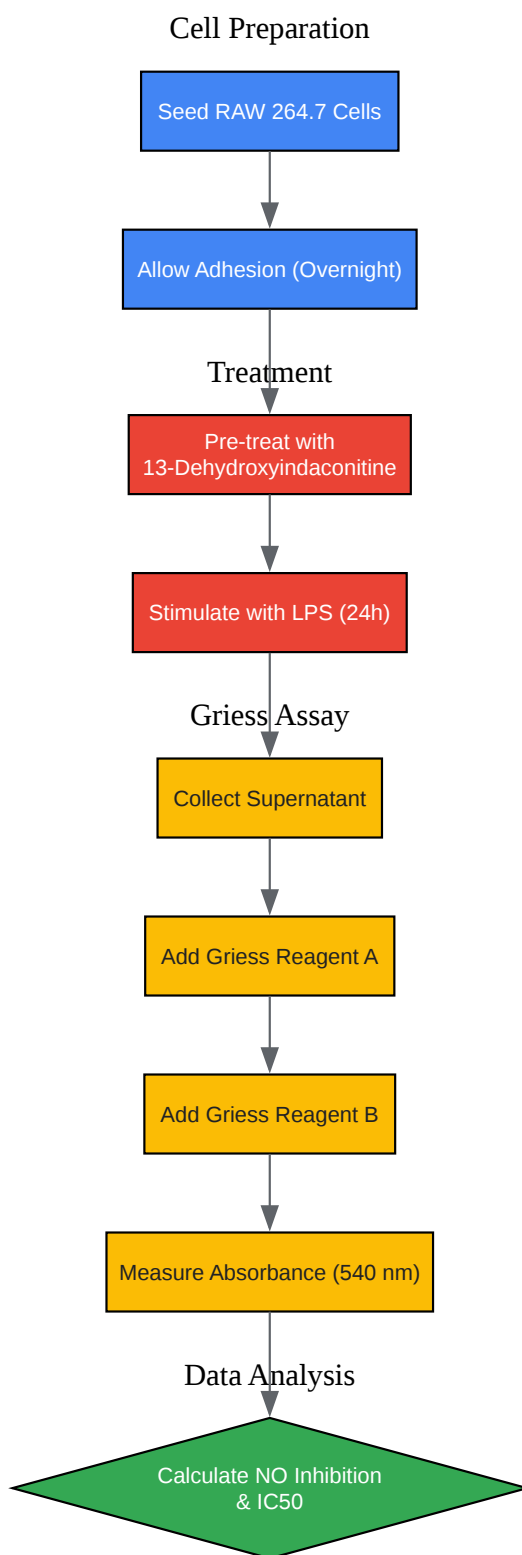 Cell Preparation
Seed RAW 264.7 Cells
Allow Adhesion (Overnight)
Treatment
Pre-treat with
13-Dehydroxyindaconitine
Stimulate with LPS (24h)
Griess Assay
Collect Supernatant
Add Griess Reagent A
Add Griess Reagent B
Measure Absorbance (540 nm)
Data Analysis
Calculate NO Inhibition
& IC50